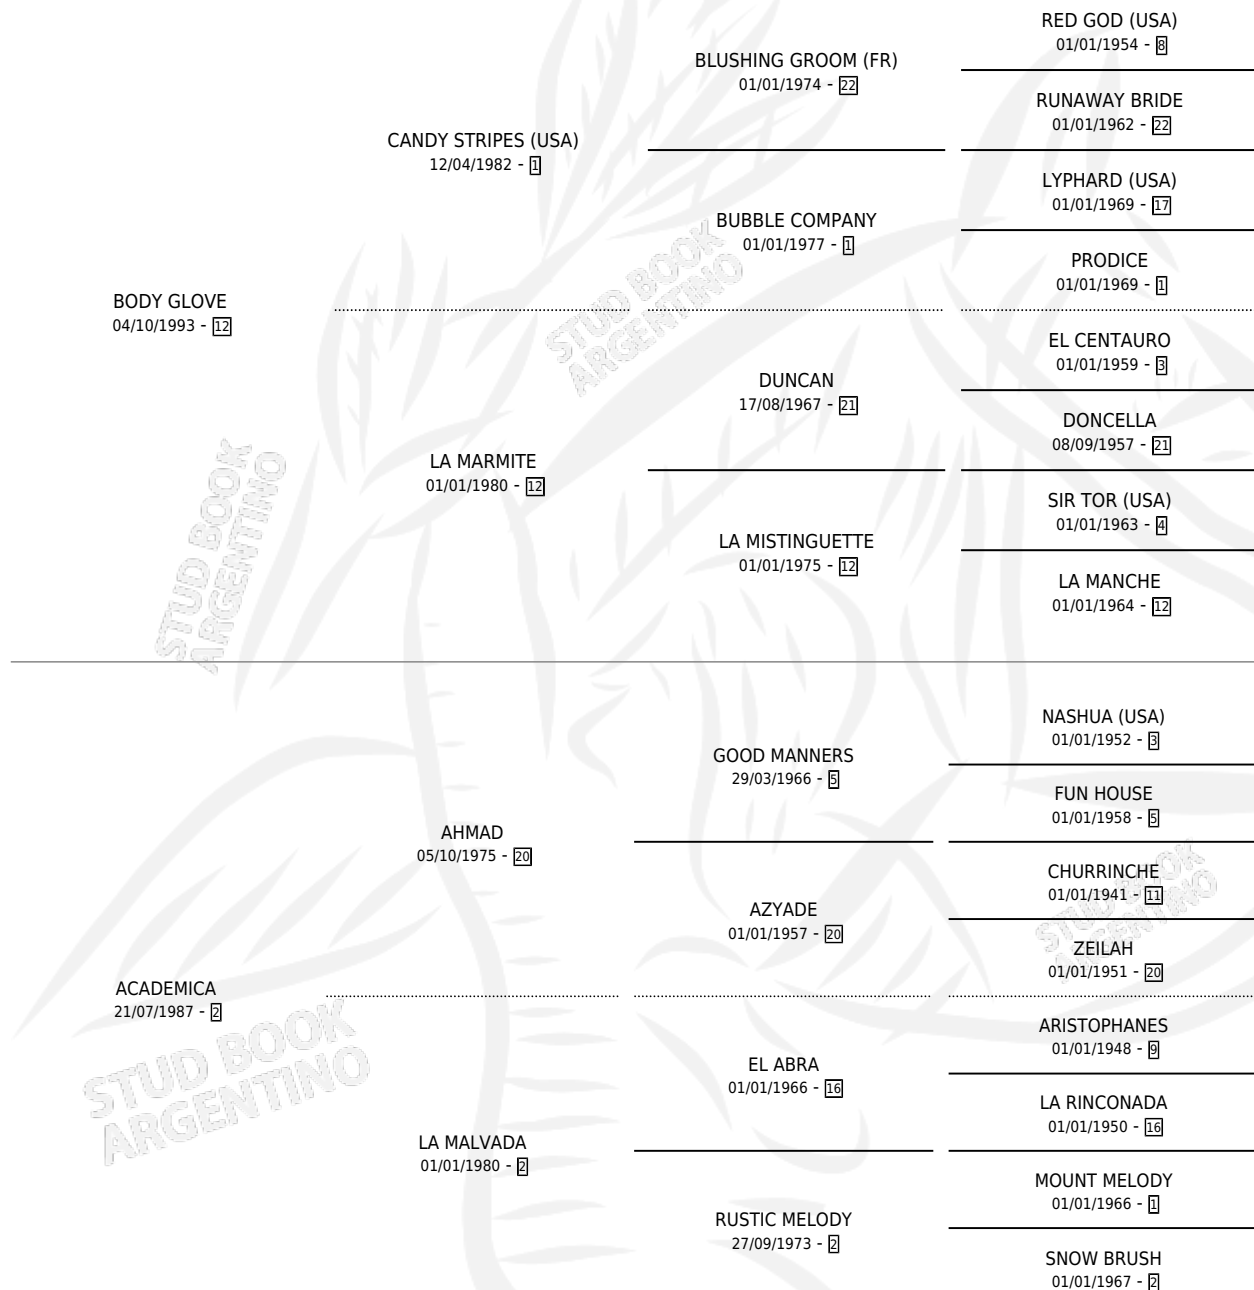 RED GOD (USA)
01/01/1954 - 8
BLUSHING GROOM (FR)
01/01/1974 - 22
RUNAWAY BRIDE
01/01/1962 - 22
CANDY STRIPES (USA)
12/04/1982 - 1
LYPHARD (USA)
01/01/1969 - 17
BUBBLE COMPANY
01/01/1977 - 1
PRODICE
01/01/1969 - 1
BODY GLOVE
04/10/1993 - 12
EL CENTAURO
01/01/1959 - 3
DUNCAN
17/08/1967 - 21
DONCELLA
08/09/1957 - 21
LA MARMITE
01/01/1980 - 12
SIR TOR (USA)
01/01/1963 - 4
LA MISTINGUETTE
01/01/1975 - 12
LA MANCHE
01/01/1964 - 12
NASHUA (USA)
01/01/1952 - 3
GOOD MANNERS
29/03/1966 - 5
FUN HOUSE
01/01/1958 - 5
AHMAD
05/10/1975 - 20
CHURRINCHE
01/01/1941 - 11
AZYADE
01/01/1957 - 20
ZEILAH
01/01/1951 - 20
ACADEMICA
21/07/1987 - 2
ARISTOPHANES
01/01/1948 - 9
EL ABRA
01/01/1966 - 16
LA RINCONADA
01/01/1950 - 16
LA MALVADA
01/01/1980 - 2
MOUNT MELODY
01/01/1966 - 1
RUSTIC MELODY
27/09/1973 - 2
SNOW BRUSH
01/01/1967 - 2
STUD BOOK
ARGENTINO
STUD BOOK
ARGENTINO
STUD BOOK
ARGENTINO
STUD BOOK
ARGENTINO